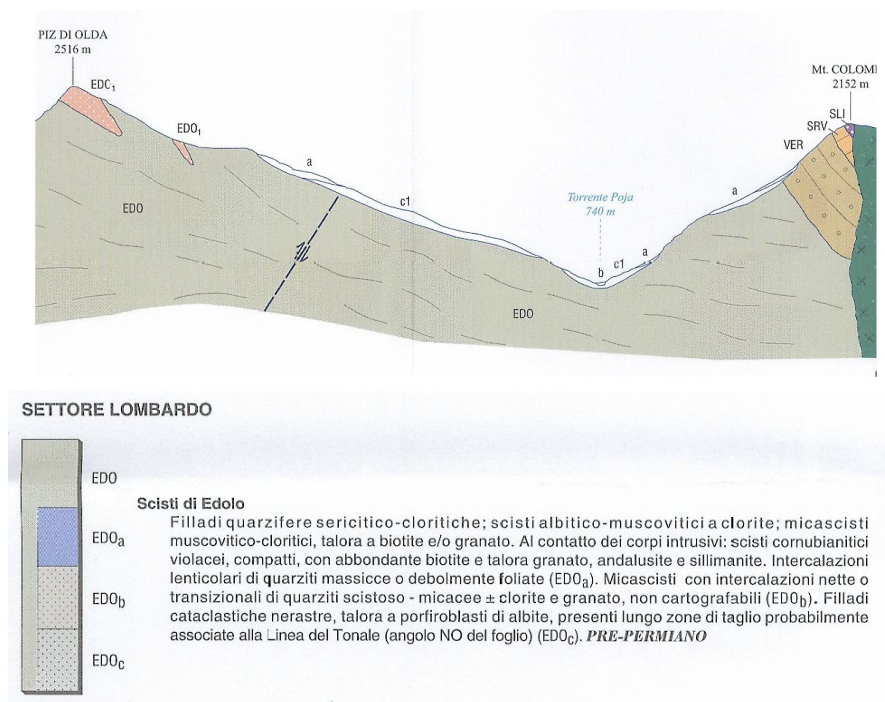 PIZ DI OLDA
2516 m
EDO₁
EDO₁
a
c1
EDO
Torrente Poja
740 m
b
c1
a
a
EDO
Mt. COLOM
2152 m
SLI
SRV
VER
SETTORE LOMBARDO
EDO
Scisti di Edolo
Filladi quarzifere sericitico-cloritiche; scisti albitico-muscovitici a clorite; micascisti
muscovitico-cloritici, talora a biotite e/o granato. Al contatto dei corpi intrusivi: scisti cornubianitici
violacei, compatti, con abbondante biotite e talora granato, andalusite e sillimanite. Intercalazioni
lenticolari di quarziti massicce o debolmente foliate (EDOa). Micascisti con intercalazioni nette o
transizionali di quarziti scistoso - micacee ± clorite e granato, non cartografabili (EDOb). Filladi
cataclastiche nerastre, talora a porfiroblasti di albite, presenti lungo zone di taglio probabilmente
associate alla Linea del Tonale (angolo NO del foglio) (EDOc). PRE-PERMIANO
EDOa
EDOb
EDOc